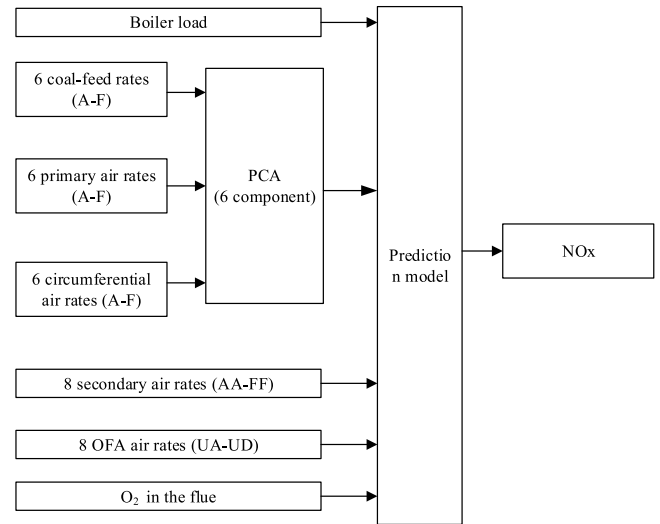 Boiler load
6 coal-feed rates
(A-F)
6 primary air rates
(A-F)
6 circumferential
air rates (A-F)
PCA
(6 component)
8 secondary air rates (AA-FF)
8 OFA air rates (UA-UD)
O₂ in the flue
Predictio
n model
NOx